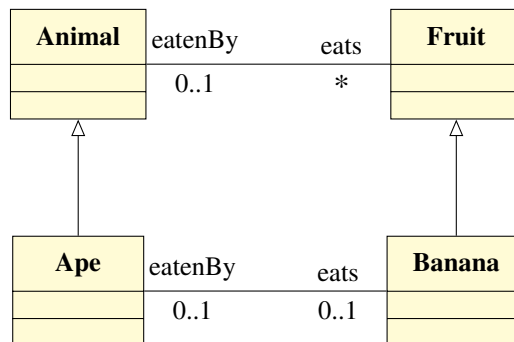 Animal eatenBy eats Fruit
0..1 *
Ape eatenBy eats Banana
0..1 0..1